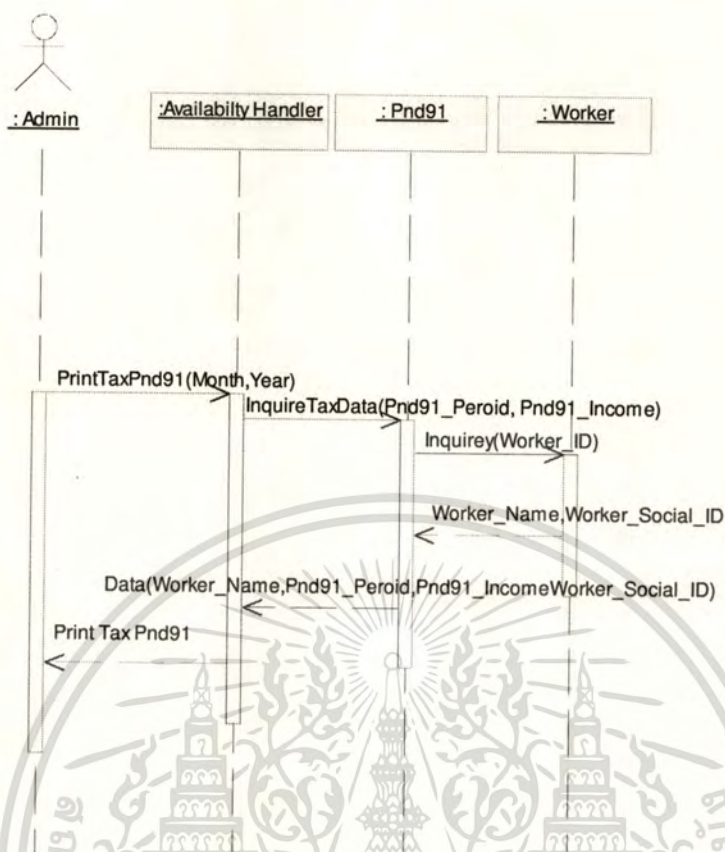 : Admin
:Availabilty Handler
: Pnd91
: Worker
PrintTaxPnd91(Month,Year)
InquireTaxData(Pnd91_Peroid, Pnd91_Income)
Inquirey(Worker_ID)
Worker_Name,Worker_Social_ID
Data(Worker_Name,Pnd91_Peroid,Pnd91_IncomeWorker_Social_ID)
Print Tax Pnd91